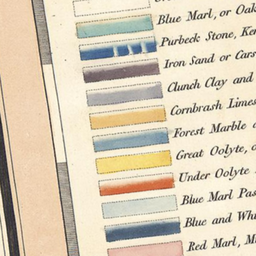 Blue Marl, or Oak
Purbeck Stone, Ken
Iron Sand or Cars
Clunch Clay and
Cornbrash Limes
Forest Marble a
Great Oolyte, o
Under Oolyte
Blue Marl Pas
Blue and Whi
Red Marl, M